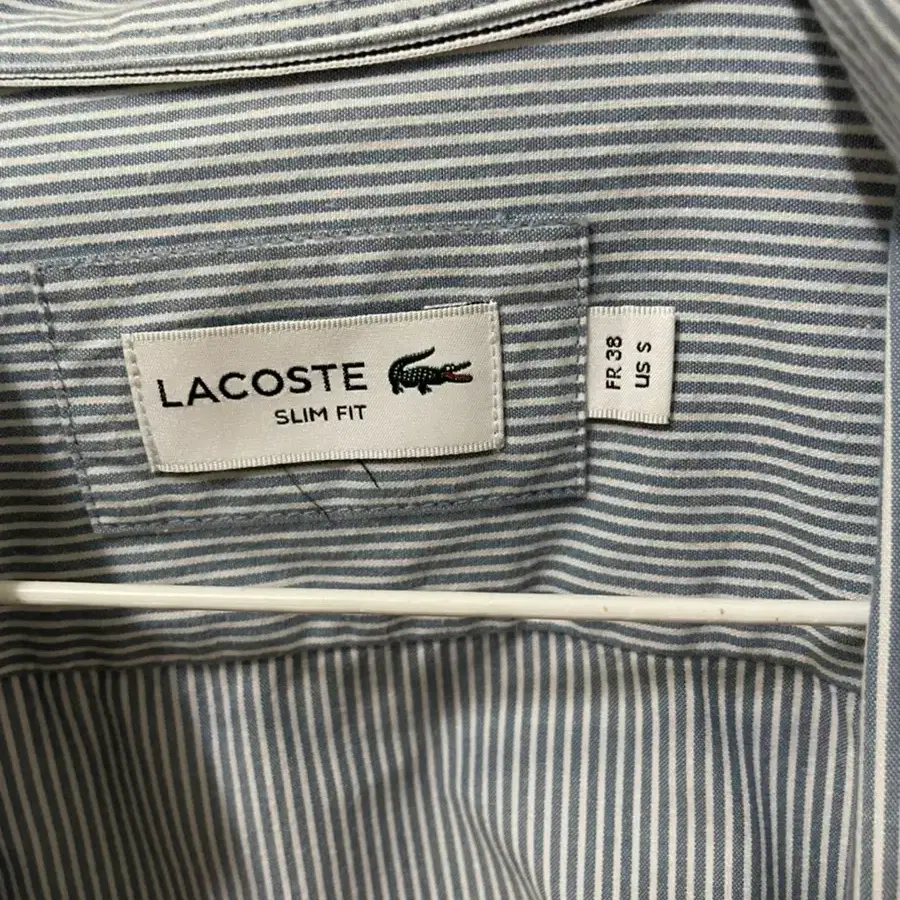 LACOSTE
SLIM FIT
FR 38
US S